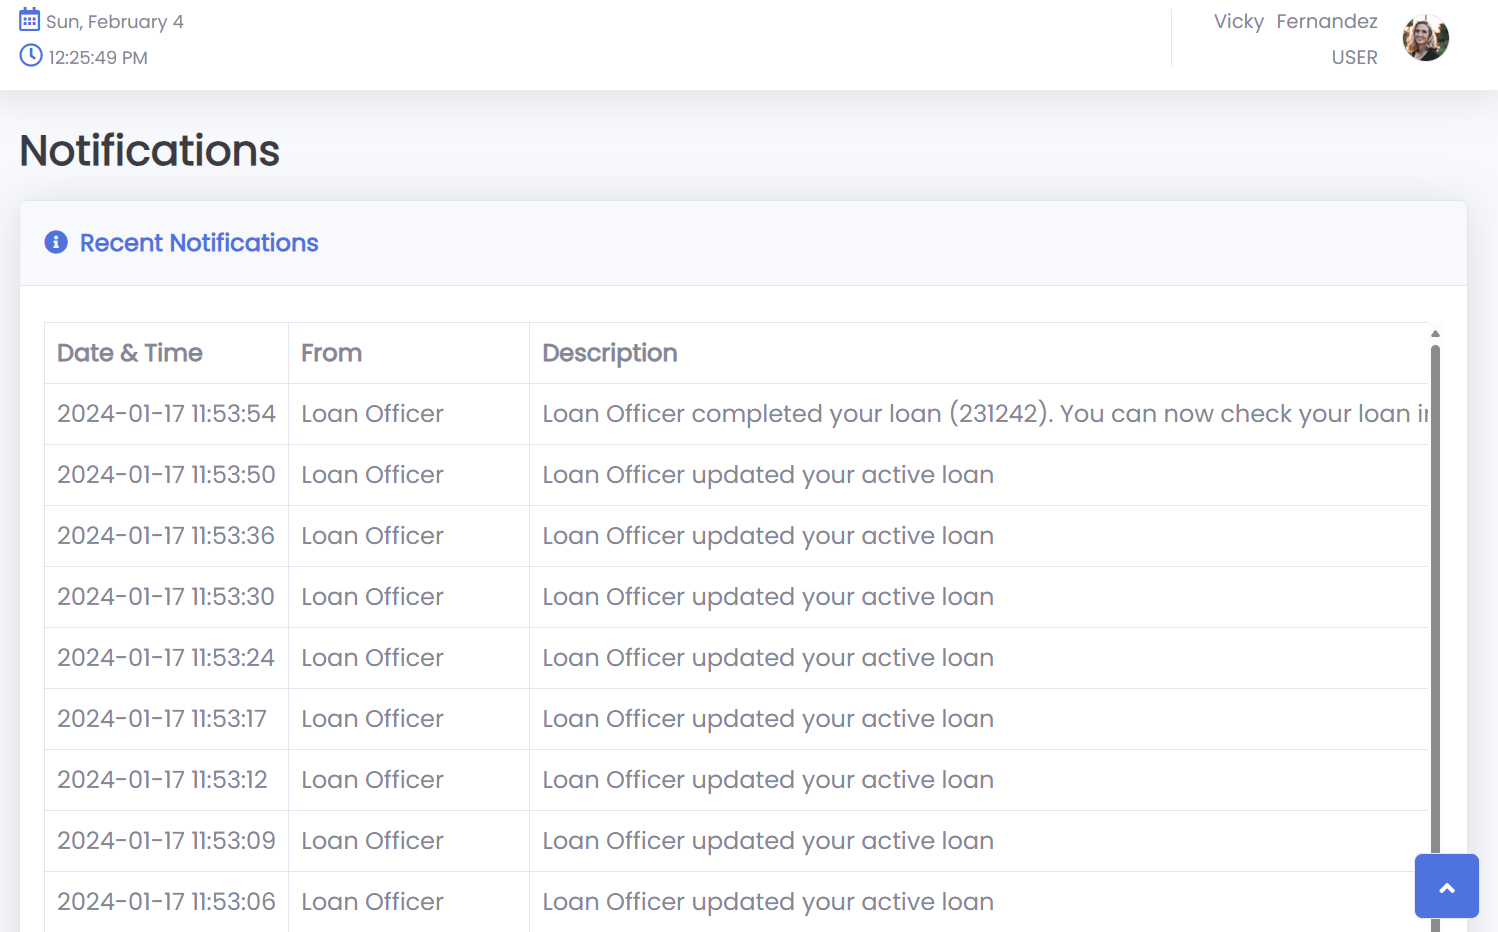 Sun, February 4
12:25:49 PM
Vicky Fernandez
USER
Notifications
Recent Notifications
Date & Time From Description
2024-01-17 11:53:54 Loan Officer Loan Officer completed your loan (231242). You can now check your loan
2024-01-17 11:53:50 Loan Officer Loan Officer updated your active loan
2024-01-17 11:53:36 Loan Officer Loan Officer updated your active loan
2024-01-17 11:53:30 Loan Officer Loan Officer updated your active loan
2024-01-17 11:53:24 Loan Officer Loan Officer updated your active loan
2024-01-17 11:53:17 Loan Officer Loan Officer updated your active loan
2024-01-17 11:53:12 Loan Officer Loan Officer updated your active loan
2024-01-17 11:53:09 Loan Officer Loan Officer updated your active loan
2024-01-17 11:53:06 Loan Officer Loan Officer updated your active loan